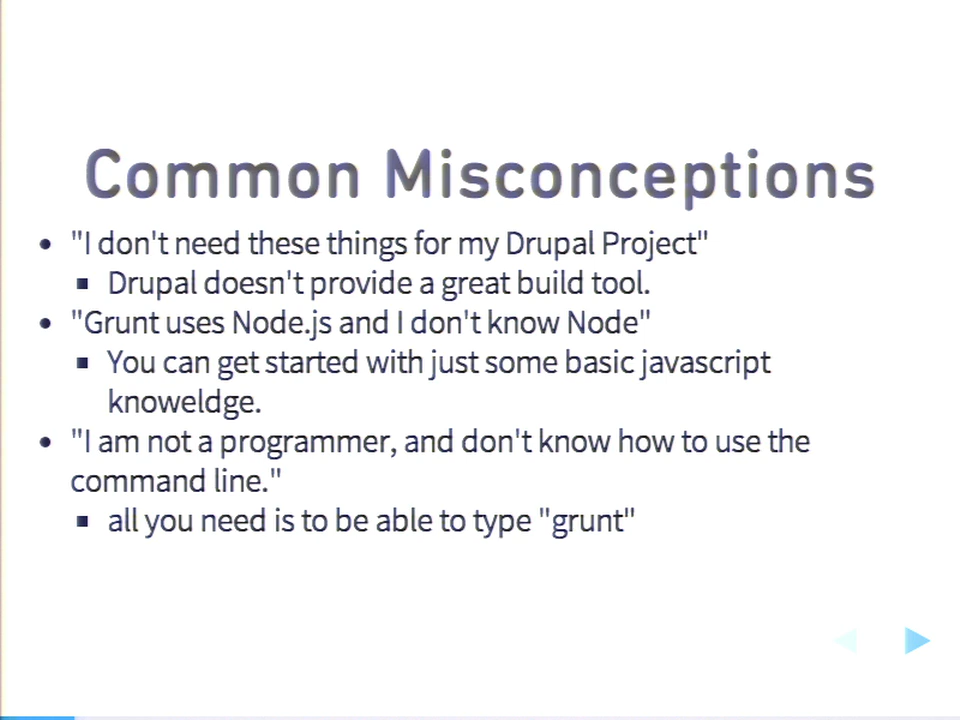 Common Misconceptions
"I don't need these things for my Drupal Project"
Drupal doesn't provide a great build tool.
"Grunt uses Node.js and I don't know Node"
You can get started with just some basic javascript
knoweldge.
"I am not a programmer, and don't know how to use the
command line."
all you need is to be able to type "grunt"